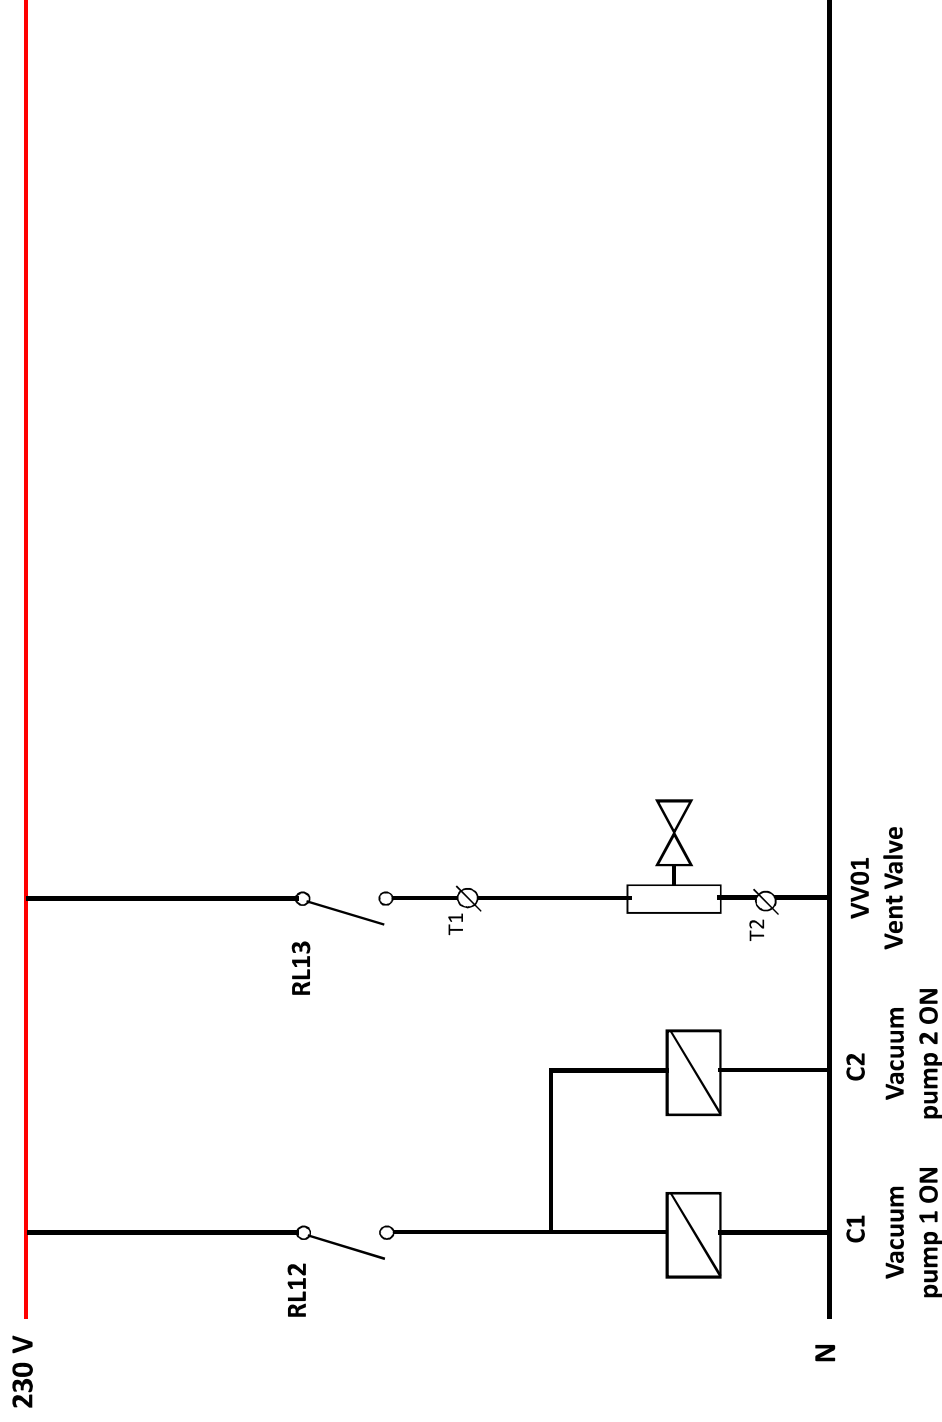 230 V
RL12
RL13
T1
T2
N
C1
Vacuum
pump 1 ON
C2
Vacuum
pump 2 ON
VV01
Vent Valve